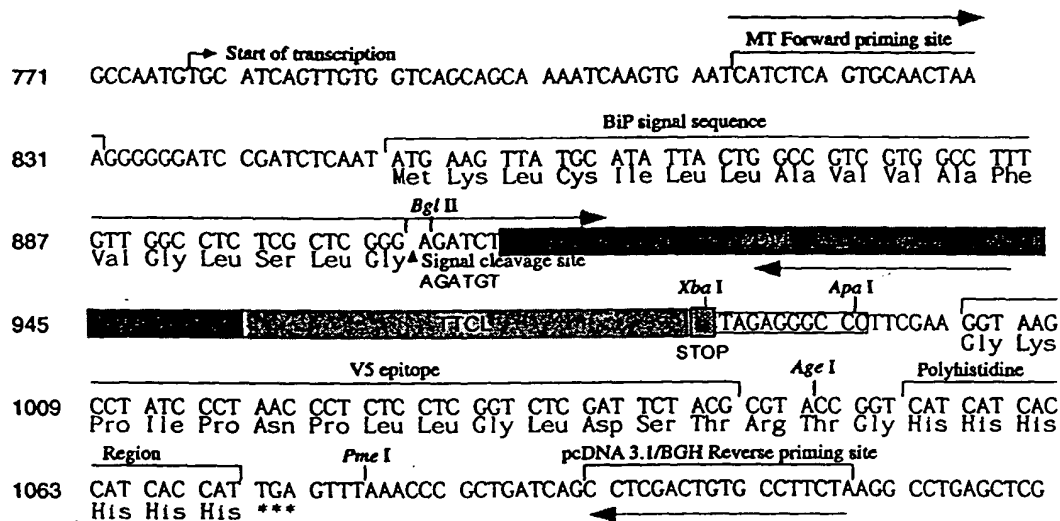 Start of transcription
MT Forward priming site
771 GCCAATGTGC ATCAGTTGTG GTCAGCAGCA AAATCAAGTG AATCATCTCA GTGCAACTAA
BiP signal sequence
831 AGGGGGGATC CGATCTCAAT ATG AAG TTA TGC ATA TTA CTG GCC GTC GTG GCC TTT
Met Lys Leu Cys Ile Leu Leu Ala Val Val Ala Phe
Bgl II
887 GTT GGC CTC TCG CTC GGG AGATCT
Val Gly Leu Ser Leu Gly Signal cleavage site
AGATGT
Xba I Apa I
945 TTCL TAGAGGGC CC TTCGAA GGT AAG
STOP Gly Lys
V5 epitope Age I Polyhistidine
1009 CCT ATC CCT AAC CCT CTC CTC GGT CTC GAT TCT ACG CGT ACC GGT CAT CAT CAC
Pro Ile Pro Asn Pro Leu Leu Gly Leu Asp Ser Thr Arg Thr Gly His His His
Region Pme I pcDNA 3.1/BGH Reverse priming site
1063 CAT CAC CAT TGA GTTTAAACCC GCTGATCAGC CTCGACTGTG CCTTCTAAGG CCTGAGCTCG
His His His ***